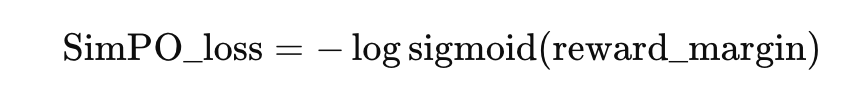 SimPO_loss = − log sigmoid(reward_margin)